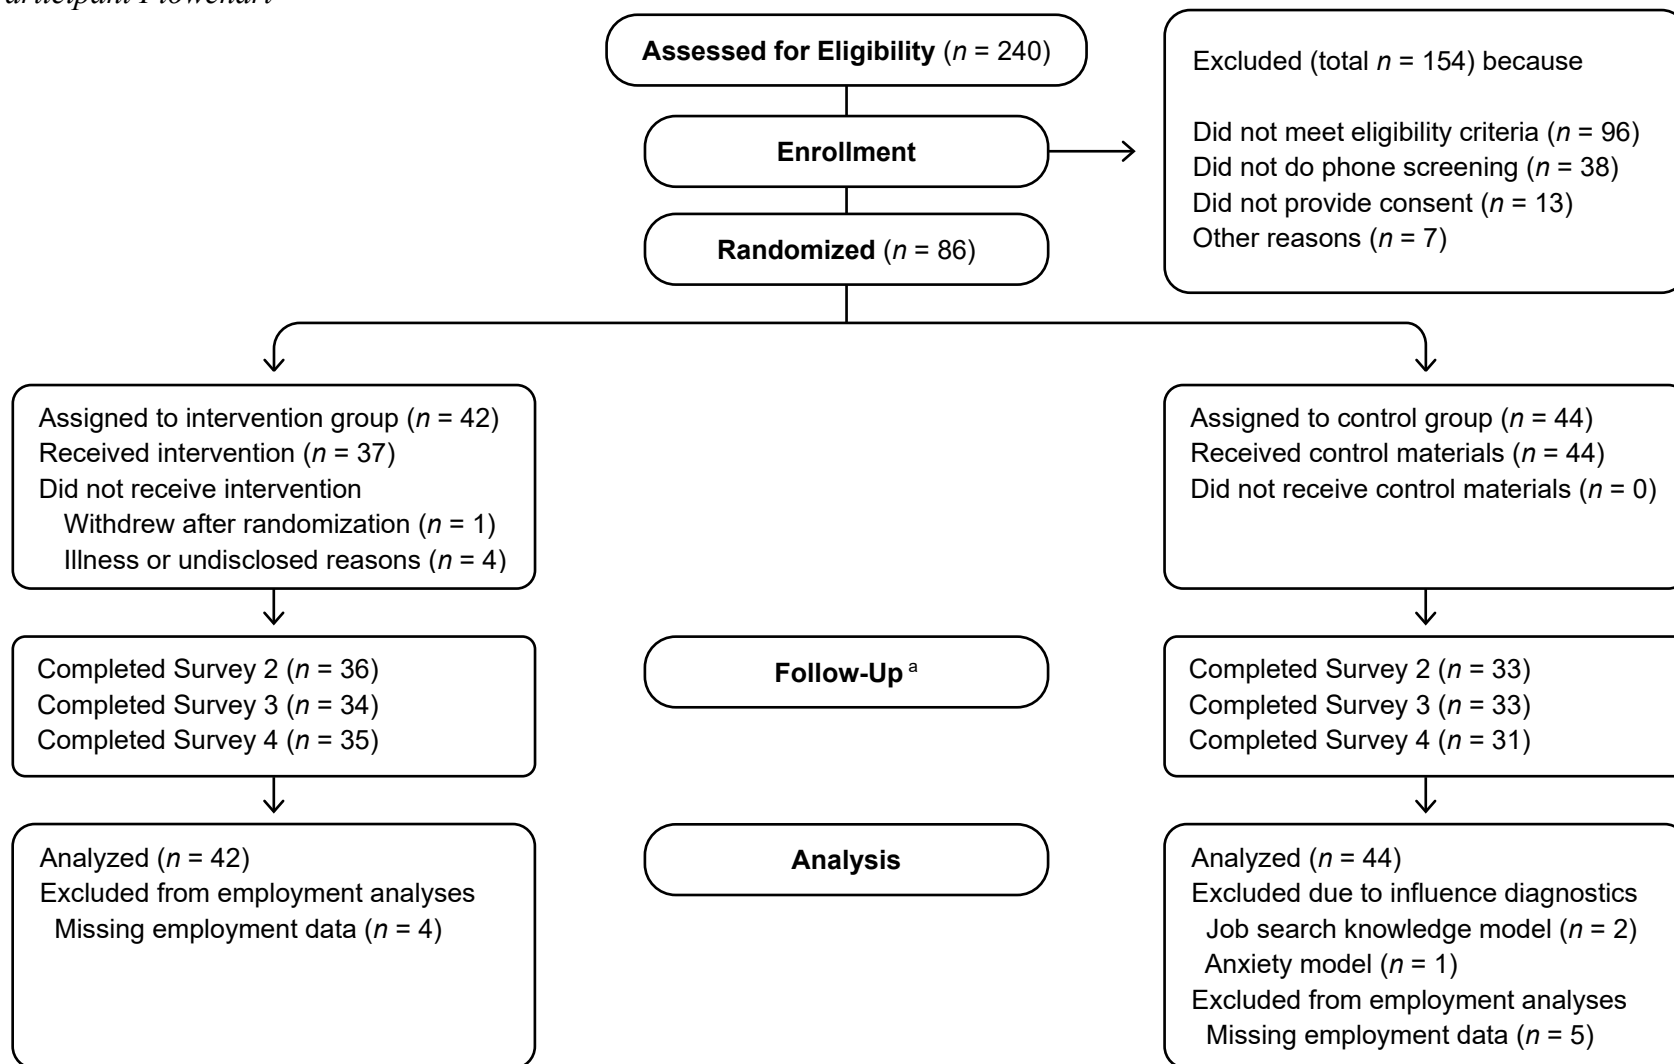 Flowchart
Assessed for Eligibility (n = 240)
Excluded (total n = 154) because
Did not meet eligibility criteria (n = 96)
Did not do phone screening (n = 38)
Did not provide consent (n = 13)
Other reasons (n = 7)
Enrollment
Randomized (n = 86)
Assigned to intervention group (n = 42)
Received intervention (n = 37)
Did not receive intervention
Withdrew after randomization (n = 1)
Illness or undisclosed reasons (n = 4)
Assigned to control group (n = 44)
Received control materials (n = 44)
Did not receive control materials (n = 0)
Completed Survey 2 (n = 36)
Completed Survey 3 (n = 34)
Completed Survey 4 (n = 35)
Follow-Up a
Completed Survey 2 (n = 33)
Completed Survey 3 (n = 33)
Completed Survey 4 (n = 31)
Analyzed (n = 42)
Excluded from employment analyses
Missing employment data (n = 4)
Analysis
Analyzed (n = 44)
Excluded due to influence diagnostics
Job search knowledge model (n = 2)
Anxiety model (n = 1)
Excluded from employment analyses
Missing employment data (n = 5)